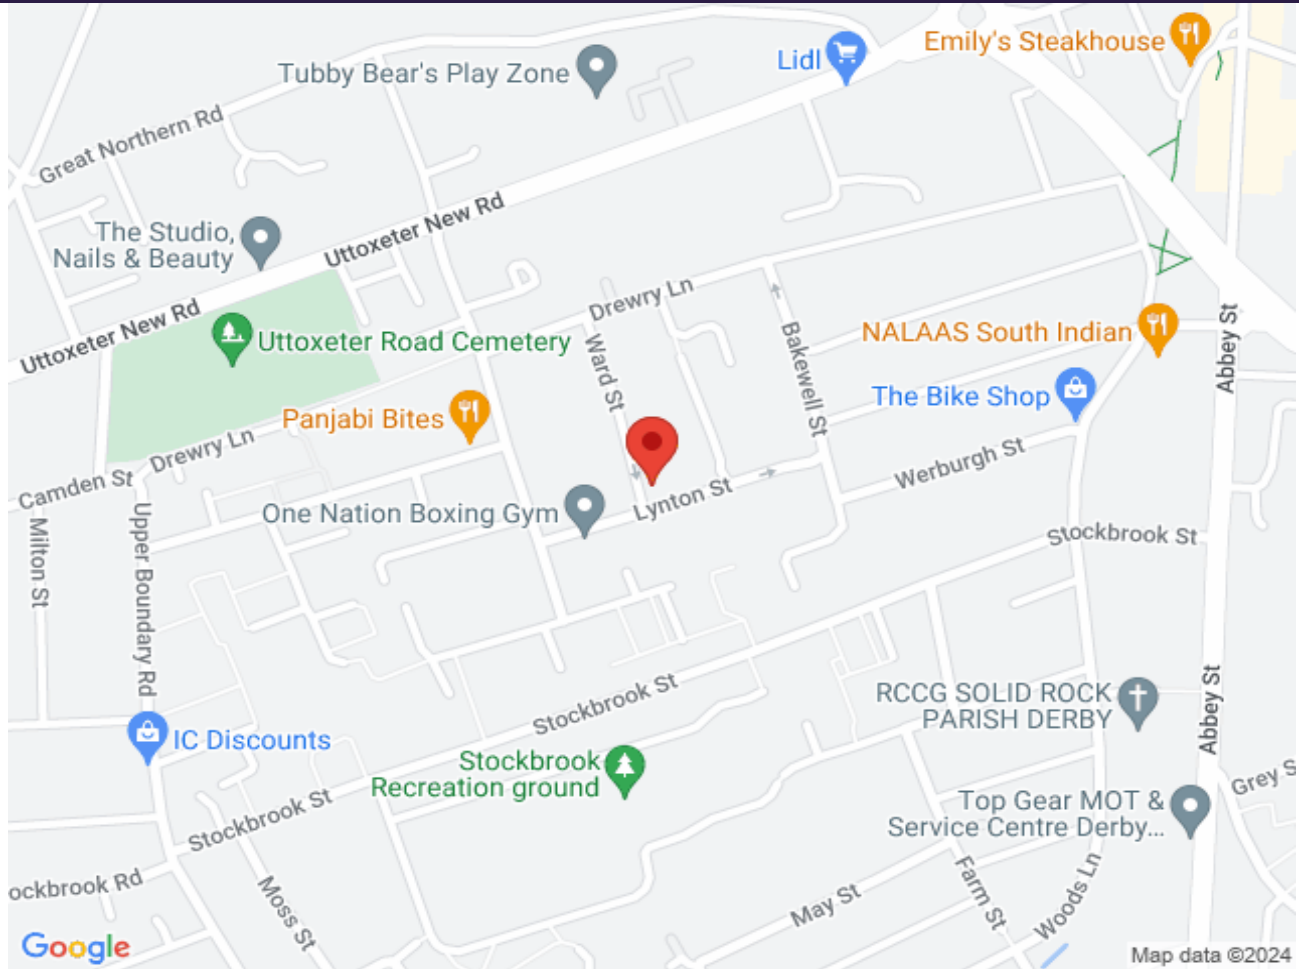 Emily's Steakhouse
Lidl
Tubby Bear's Play Zone
Great Northern Rd
Uttoxeter New Rd
The Studio,
Nails & Beauty
Drewry Ln
Uttoxeter New Rd
Uttoxeter Road Cemetery
Ward St
Bakewell St
NALAAS South Indian
Abbey St
The Bike Shop
Panjabi Bites
Drewry Ln
Camden St
Werburgh St
Lynton St
One Nation Boxing Gym
Milton St
Upper Boundary Rd
Stockbrook St
Stockbrook St
RCCG SOLID ROCK
PARISH DERBY
Abbey St
IC Discounts
Stockbrook
Recreation ground
Grey S
Stockbrook St
Top Gear MOT &
Service Centre Derby...
ockbrook Rd
Moss St
May St
Farm St
Woods Ln
Google
Map data ©2024